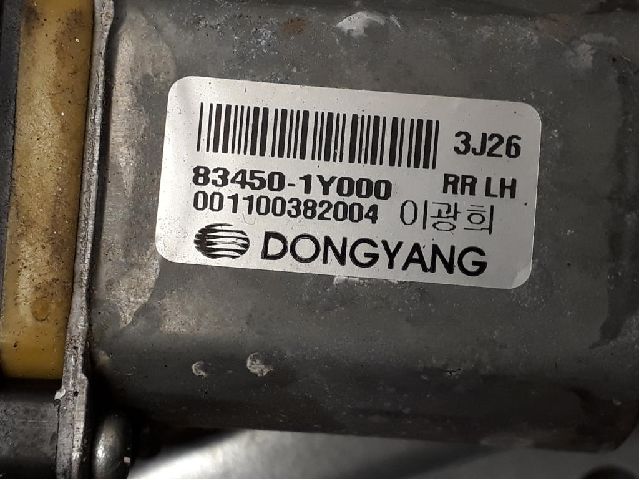 3J26
83450-1Y000 RR LH
001100382004 이광희
DONGYANG